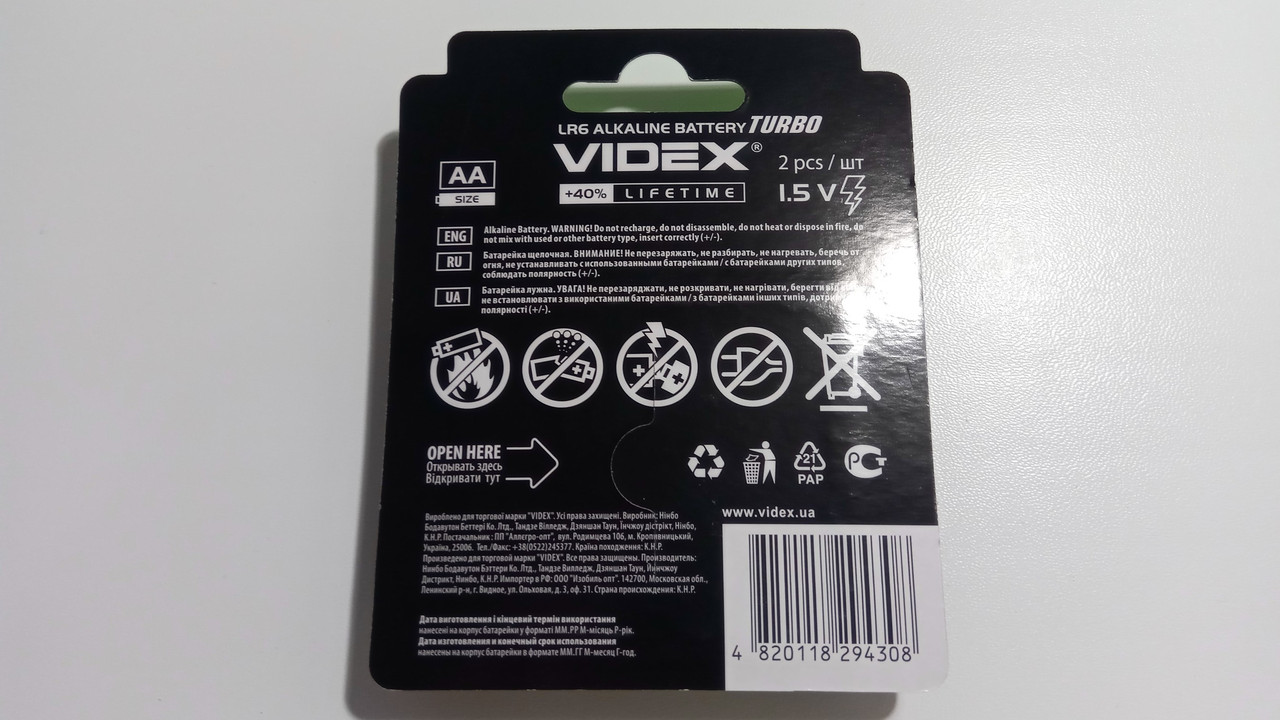 LR6 ALKALINE BATTERY TURBO
VIDEX®
+40% LIFETIME
2 pcs / шт
1.5 V
AA
SIZE
ENG
Alkaline Battery. WARNING! Do not recharge, do not disassemble, do not heat or dispose in fire, do
not mix with used or other battery type, insert correctly (+/-).
RU
Батарейка щелочная. ВНИМАНИЕ! Не перезаряжать, не разбирать, не нагревать, беречь от
огня, не устанавливать с использованными батарейками / с батарейками других типов,
соблюдать полярность (+/-).
UA
Батарейка лужна. УВАГА! Не перезаряджати, не розкривати, не нагрівати, берегти від
не встановлювати з використаними батарейками / з батарейками інших типів,
полярності (+/-).
OPEN HERE
Открывать здесь
Відкривати тут
21
PAP
Вироблено для торгової марки "VIDEX". Усі права захищені. Виробник: Нінбо
Бодавутон Беттері Ко. Лтд., Тандзе Вілледж, Дзяншан Таун, Їнчжоу дістрікт, Нінбо,
К.Н.Р. Постачальник: ПП "Аллєгро-опт", вул. Родимцева 106, м. Кропивницький,
Україна, 25006. Тел./Факс: +38(0522)245377. Країна походження: К.Н.Р.
Произведено для торговой марки "VIDEX". Все права защищены. Производитель:
Нинбо Бодавутон Бэттери Ко. Лтд., Тандзе Вилледж, Дзяншан Таун, Йинчжоу
Дистрикт, Нинбо, К.Н.Р. Импортер в РФ: ООО "Изобиль опт". 142700, Московская обл.,
Ленинский р-н, г. Видное, ул. Ольховая, д. 3, оф. 31. Страна происхождения: К.Н.Р.
Дата виготовлення і кінцевий термін використання
нанесені на корпус батарейки у форматі ММ.РР М-місяць Р-рік.
Дата изготовления и конечный срок использования
нанесены на корпус батарейки в формате ММ.ГГ М-месяц Г-год.
www.videx.ua
4 820118 294308